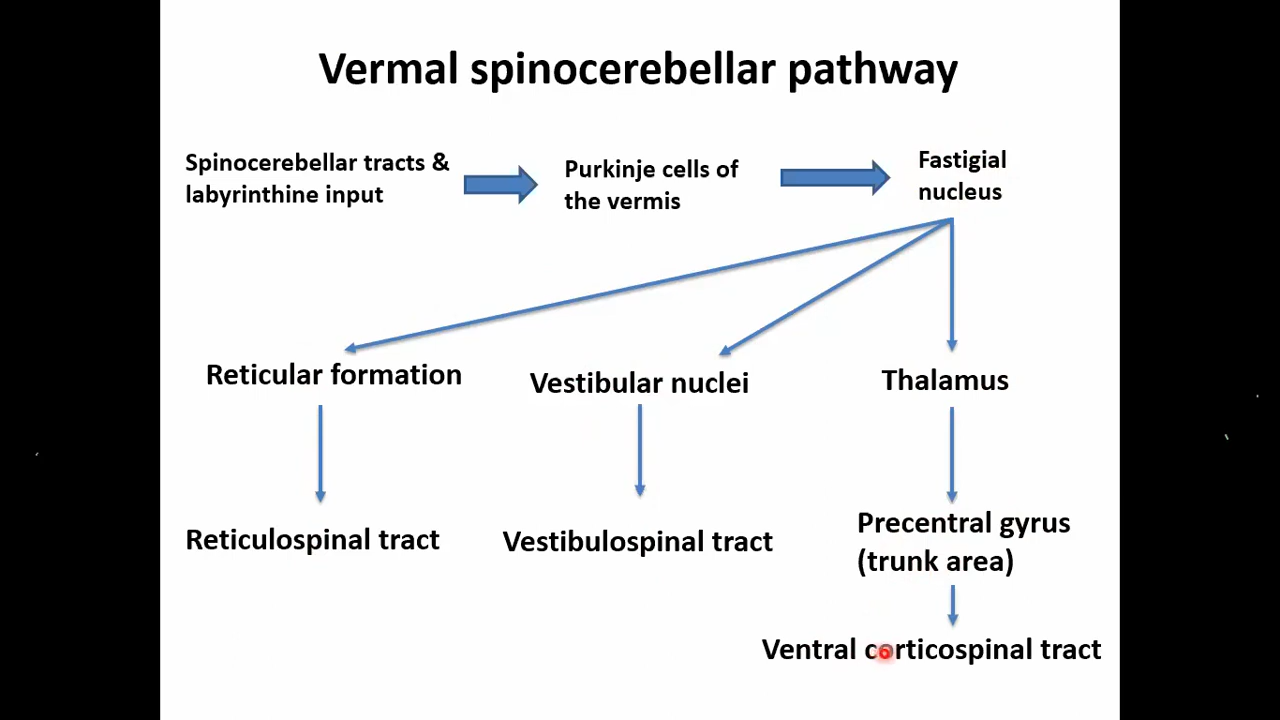 Vermal spinocerebellar pathway
Spinocerebellar tracts &
labyrinthine input
Purkinje cells of
the vermis
Fastigial
nucleus
Reticular formation
Vestibular nuclei
Thalamus
Reticulospinal tract
Vestibulospinal tract
Precentral gyrus
(trunk area)
Ventral corticospinal tract